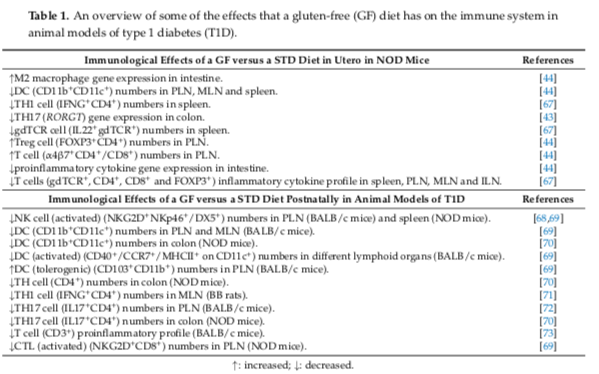 Table 1. An overview of some of the effects that a gluten-free (GF) diet has on the immune system in
animal models of type 1 diabetes (T1D).
Immunological Effects of a GF versus a STD Diet in Utero in NOD Mice References
↑M2 macrophage gene expression in intestine. [44]
↓DC (CD11b⁺CD11c⁺) numbers in PLN, MLN and spleen. [44]
↓TH1 cell (IFNG⁺CD4⁺) numbers in spleen. [67]
↓TH17 (RORGT) gene expression in colon. [43]
↓gdTCR cell (IL22⁺gdTCR⁺) numbers in spleen. [67]
↑Treg cell (FOXP3⁺CD4⁺) numbers in PLN. [44]
↑T cell (α4β7⁺CD4⁺/CD8⁺) numbers in PLN. [44]
↓proinflammatory cytokine gene expression in intestine. [44]
↓T cells (gdTCR⁺, CD4⁺, CD8⁺ and FOXP3⁺) inflammatory cytokine profile in spleen, PLN, MLN and ILN. [67]
Immunological Effects of a GF versus a STD Diet Postnatally in Animal Models of T1D References
↓NK cell (activated) (NKG2D⁺NKp46⁺/DX5⁺) numbers in PLN (BALB/c mice) and spleen (NOD mice). [68,69]
↓DC (CD11b⁺CD11c⁺) numbers in PLN and MLN (BALB/c mice). [69]
↓DC (CD11b⁺CD11c⁺) numbers in colon (NOD mice). [70]
↓DC (activated) (CD40⁺/CCR7⁺/MHCII⁺ on CD11c⁺) numbers in different lymphoid organs (BALB/c mice). [69]
↑DC (tolerogenic) (CD103⁺CD11b⁺) numbers in PLN (BALB/c mice). [69]
↓TH cell (CD4⁺) numbers in colon (NOD mice). [70]
↓TH1 cell (IFNG⁺CD4⁺) numbers in MLN (BB rats). [71]
↓TH17 cell (IL17⁺CD4⁺) numbers in PLN (BALB/c mice). [72]
↓TH17 cell (IL17⁺CD4⁺) numbers in colon (NOD mice). [70]
↓T cell (CD3⁺) proinflammatory profile (BALB/c mice). [73]
↓CTL (activated) (NKG2D⁺CD8⁺) numbers in PLN (NOD mice). [69]
↑: increased; ↓: decreased.